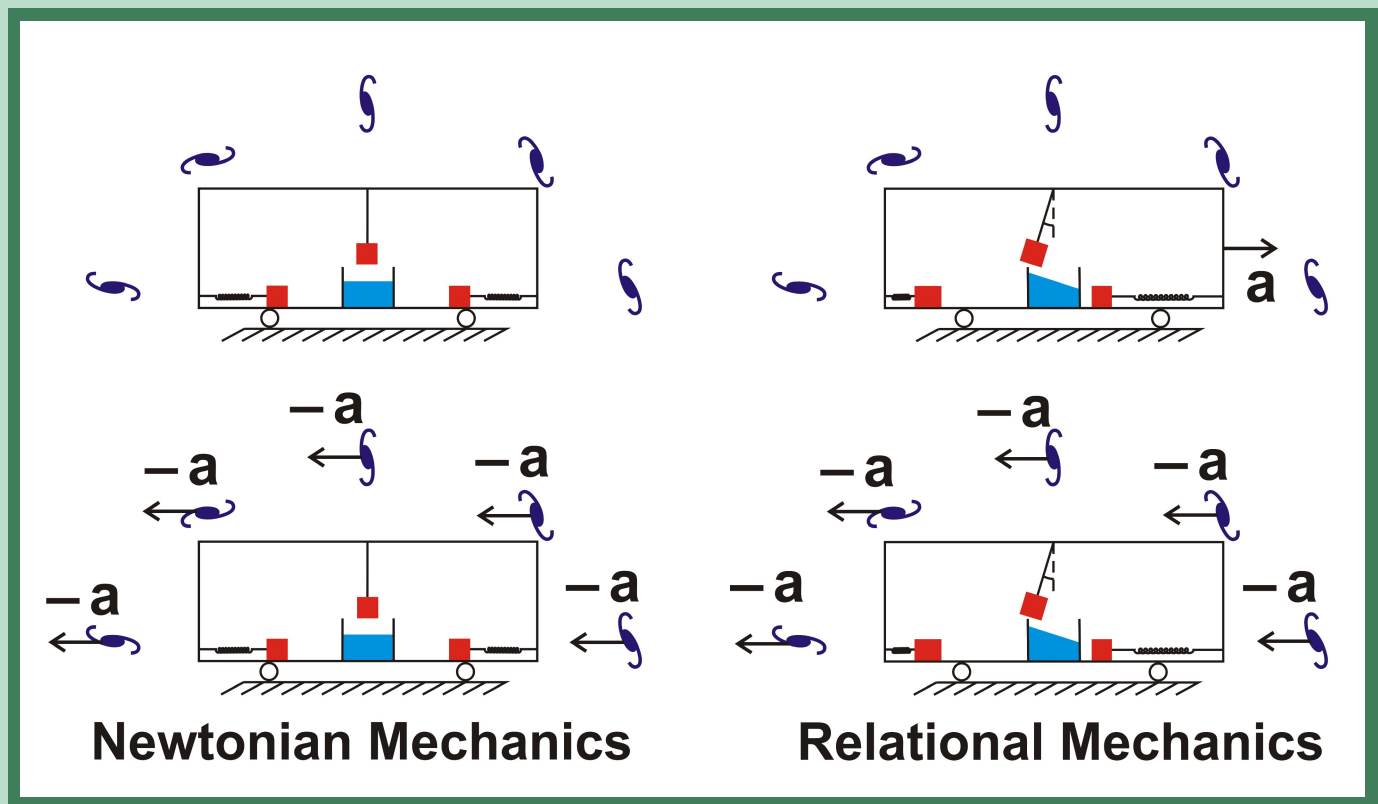 a
– a
– a
– a
– a
– a
– a
– a
– a
– a
– a
Newtonian Mechanics
Relational Mechanics